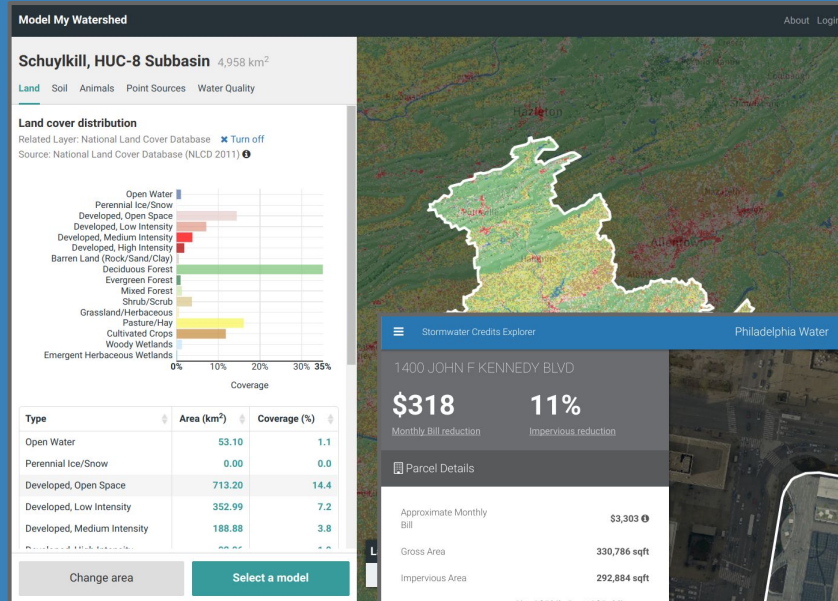 Model My Watershed
About Login
Schuylkill, HUC-8 Subbasin 4,958 km²
Land Soil Animals Point Sources Water Quality
Land cover distribution
Related Layer: National Land Cover Database ✖ Turn off
Source: National Land Cover Database (NLCD 2011)
Open Water
Perennial Ice/Snow
Developed, Open Space
Developed, Low Intensity
Developed, Medium Intensity
Developed, High Intensity
Barren Land (Rock/Sand/Clay)
Deciduous Forest
Evergreen Forest
Mixed Forest
Shrub/Scrub
Grassland/Herbaceous
Pasture/Hay
Cultivated Crops
Woody Wetlands
Emergent Herbaceous Wetlands
0% 10% 20% 30% 35%
Coverage
Type Area (km²) Coverage (%)
Open Water 53.10 1.1
Perennial Ice/Snow 0.00 0.0
Developed, Open Space 713.20 14.4
Developed, Low Intensity 352.99 7.2
Developed, Medium Intensity 188.88 3.8
Change area
Select a model
Hazleton
Allentown
Stormwater Credits Explorer
Philadelphia Water
1400 JOHN F KENNEDY BLVD
$318 11%
Monthly Bill reduction Impervious reduction
Parcel Details
Approximate Monthly
Bill $3,303
Gross Area 330,786 sqft
Impervious Area 292,884 sqft